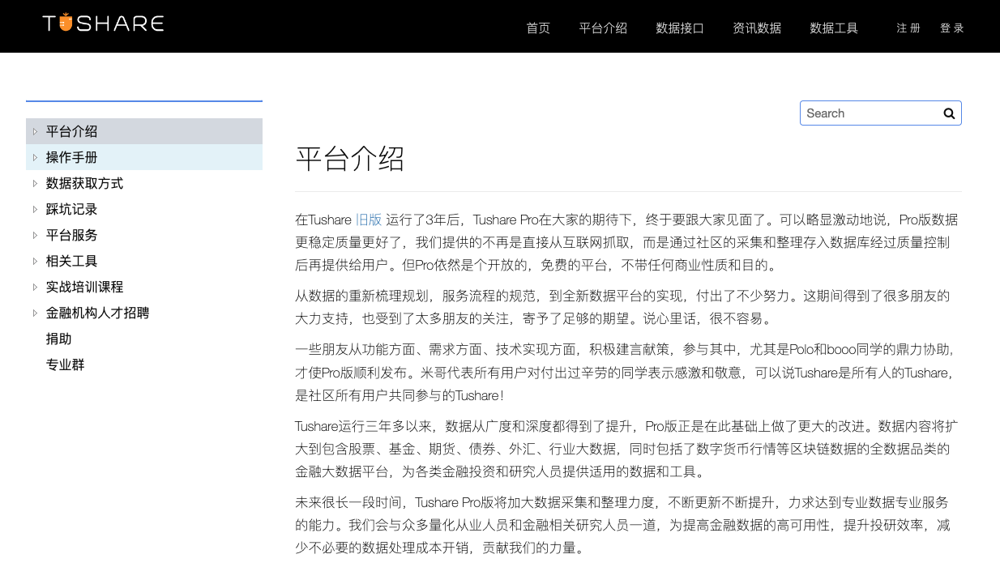 TUSHARE
首页 平台介绍 数据接口 资讯数据 数据工具 注册 登录
Search
平台介绍
操作手册
数据获取方式
踩坑记录
平台服务
相关工具
实战培训课程
金融机构人才招聘
捐助
专业群
平台介绍
在Tushare 旧版 运行了3年后，Tushare Pro在大家的期待下，终于要跟大家见面了。可以略显激动地说，Pro版数据
更稳定质量更好了，我们提供的不再是直接从互联网抓取，而是通过社区的采集和整理存入数据库经过质量控制
后再提供给用户。但Pro依然是个开放的，免费的平台，不带任何商业性质和目的。
从数据的重新梳理规划，服务流程的规范，到全新数据平台的实现，付出了不少努力。这期间得到了很多朋友的
大力支持，也受到了太多朋友的关注，寄予了足够的期望。说心里话，很不容易。
一些朋友从功能方面、需求方面、技术实现方面，积极建言献策，参与其中，尤其是Polo和booo同学的鼎力协助，
才使Pro版顺利发布。米哥代表所有用户对付出过辛劳的同学表示感激和敬意，可以说Tushare是所有人的Tushare，
是社区所有用户共同参与的Tushare！
Tushare运行三年多以来，数据从广度和深度都得到了提升，Pro版正是在此基础上做了更大的改进。数据内容将扩
大到包含股票、基金、期货、债券、外汇、行业大数据，同时包括了数字货币行情等区块链数据的全数据品类的
金融大数据平台，为各类金融投资和研究人员提供适用的数据和工具。
未来很长一段时间，Tushare Pro版将加大数据采集和整理力度，不断更新不断提升，力求达到专业数据专业服务
的能力。我们会与众多量化从业人员和金融相关研究人员一道，为提高金融数据的高可用性，提升投研效率，减
少不必要的数据处理成本开销，贡献我们的力量。